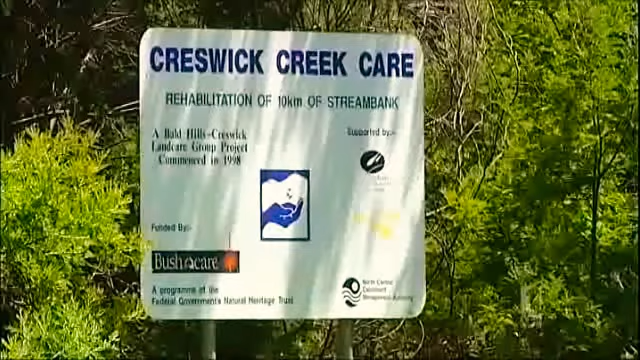 CRESWICK CREEK CARE
REHABILITATION OF 10km OF STREAMBANK
A Bald Hills-Creswick
Landcare Group Project
Commenced in 1998
Supported by:-
Funded By:-
Bushcare
A programme of the
Federal Government's Natural Heritage Trust
North Central
Catchment
Management Authority